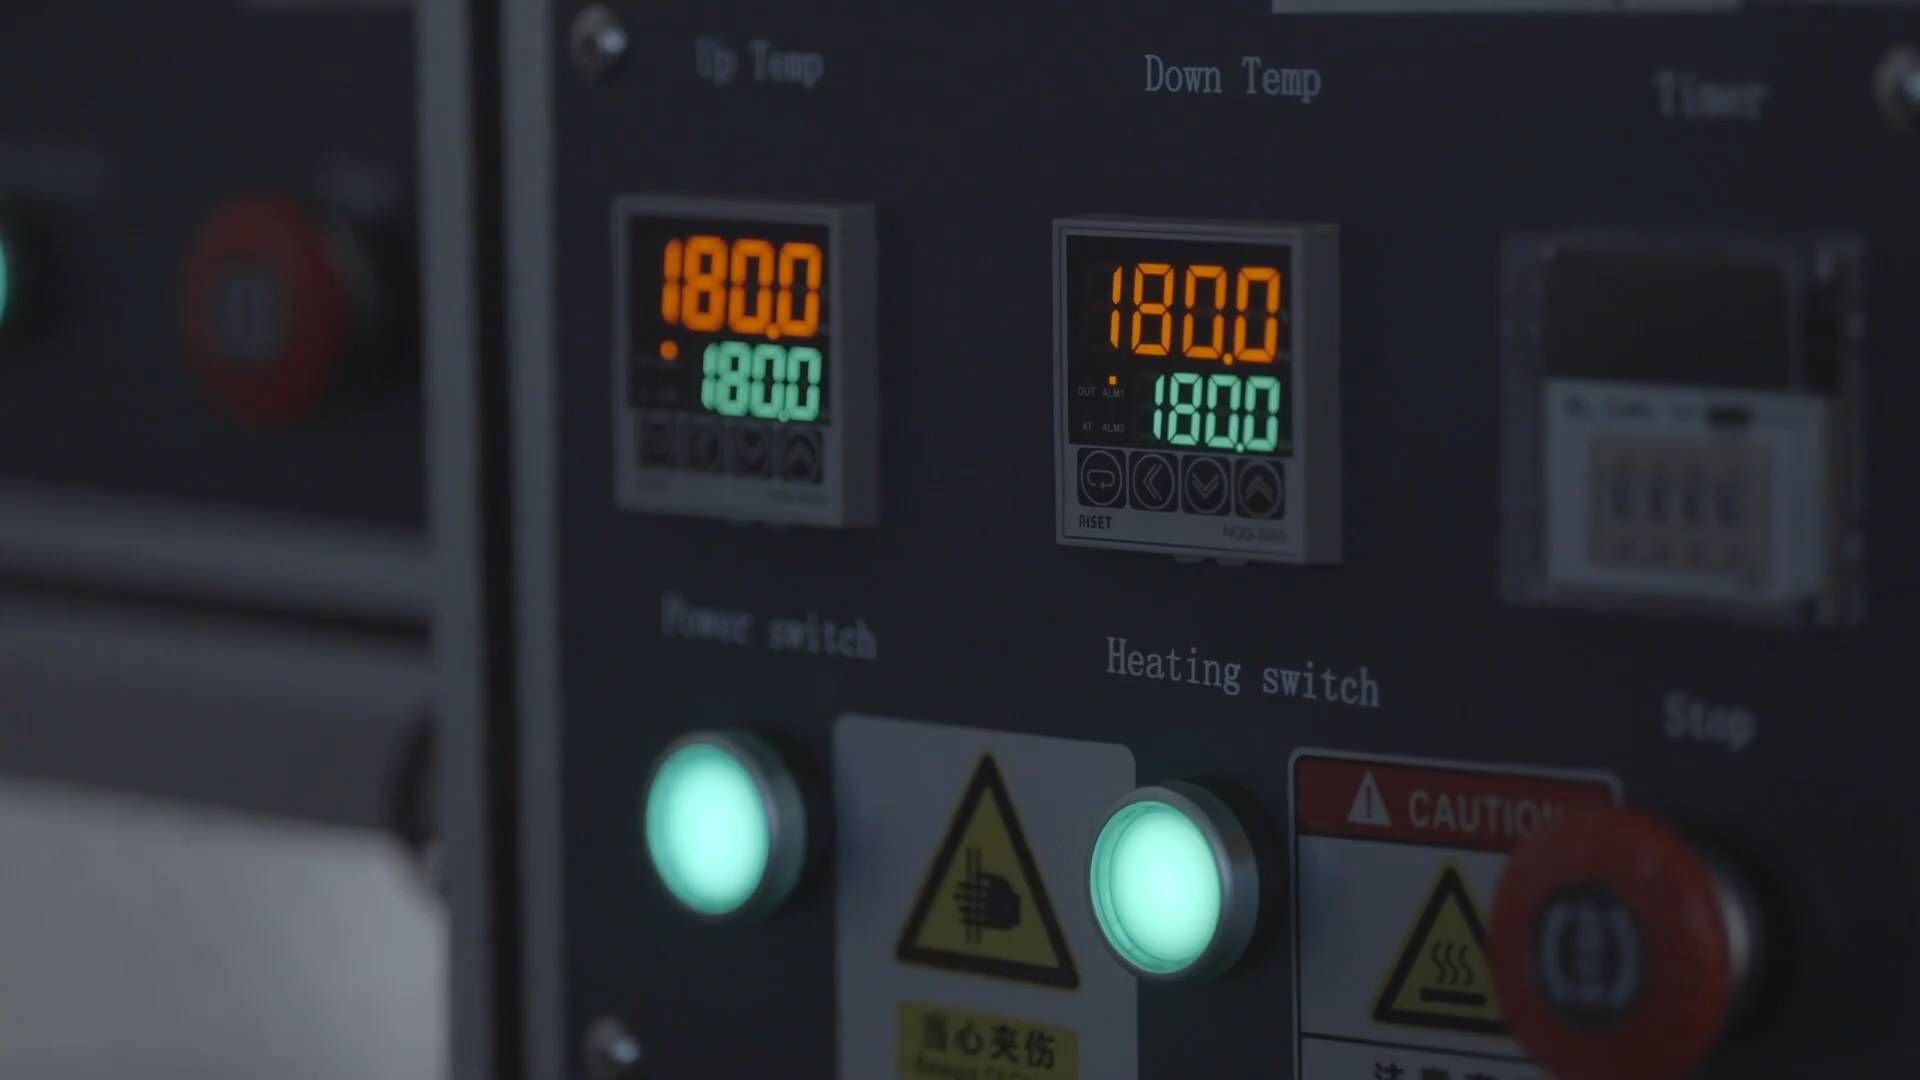 Up Temp
Down Temp
Timer
180.0
180.0
180.0
OUT ALM1
180.0
AT ALM2
AISET
Power switch
Heating switch
Stop
CAUTION
当心夹伤